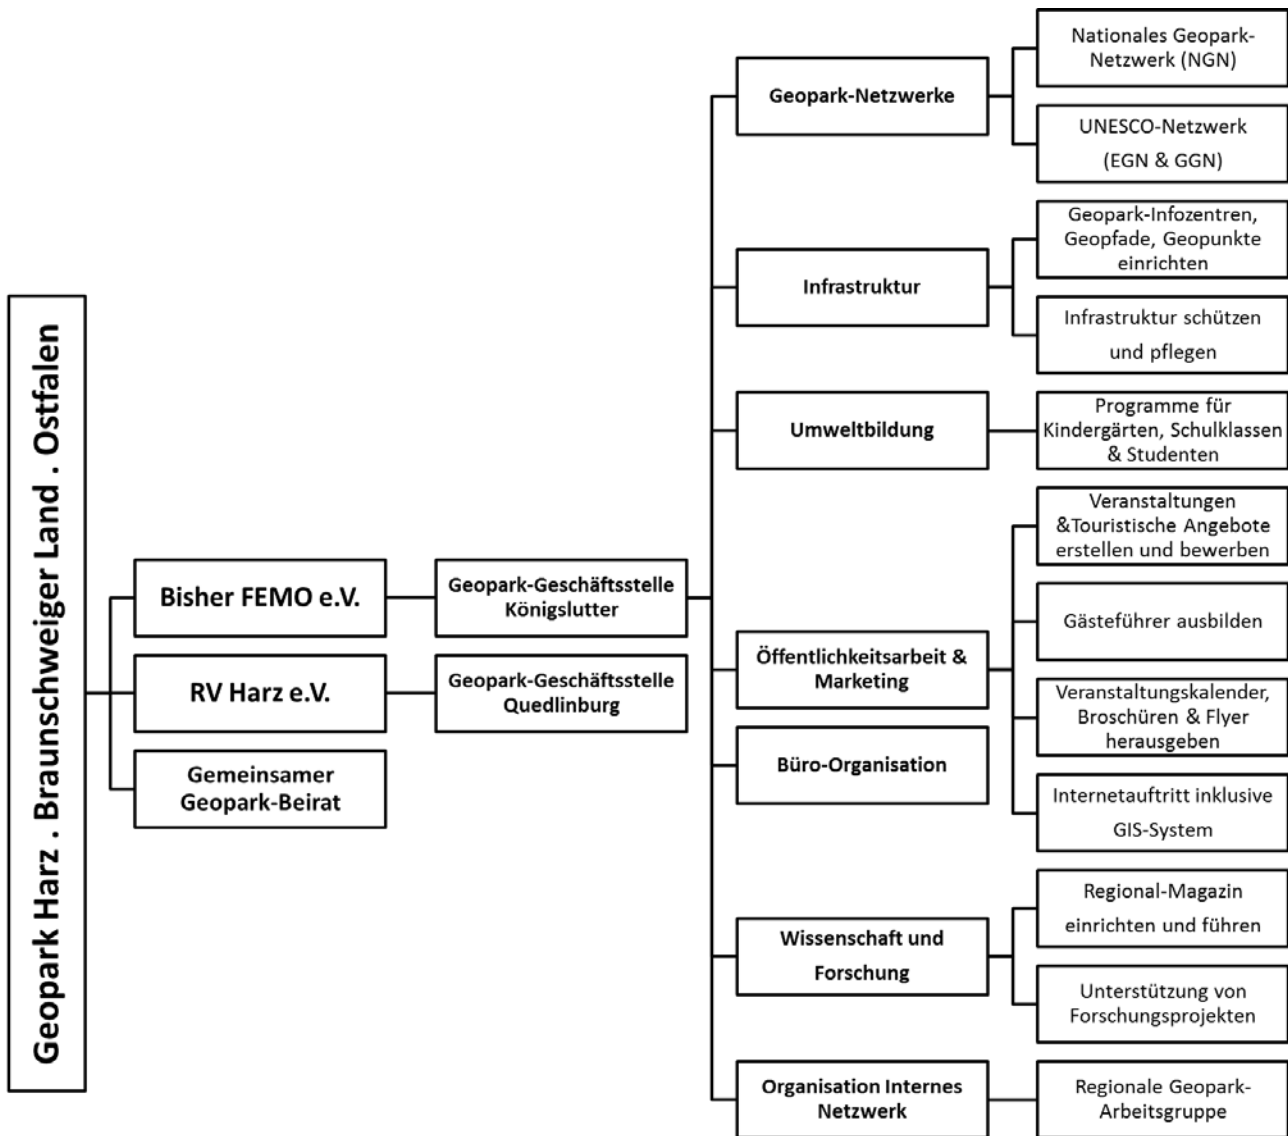 Geopark Harz . Braunschweiger Land . Ostfalen
Bisher FEMO e.V.
RV Harz e.V.
Gemeinsamer
Geopark-Beirat
Geopark-Geschäftsstelle
Königslutter
Geopark-Geschäftsstelle
Quedlinburg
Geopark-Netzwerke
Infrastruktur
Umweltbildung
Öffentlichkeitsarbeit &
Marketing
Büro-Organisation
Wissenschaft und
Forschung
Organisation Internes
Netzwerk
Nationales Geopark-
Netzwerk (NGN)
UNESCO-Netzwerk
(EGN & GGN)
Geopark-Infozentren,
Geopfade, Geopunkte
einrichten
Infrastruktur schützen
und pflegen
Programme für
Kindergärten, Schulklassen
& Studenten
Veranstaltungen
&Touristische Angebote
erstellen und bewerben
Gästeführer ausbilden
Veranstaltungskalender,
Broschüren & Flyer
herausgeben
Internetauftritt inklusive
GIS-System
Regional-Magazin
einrichten und führen
Unterstützung von
Forschungsprojekten
Regionale Geopark-
Arbeitsgruppe